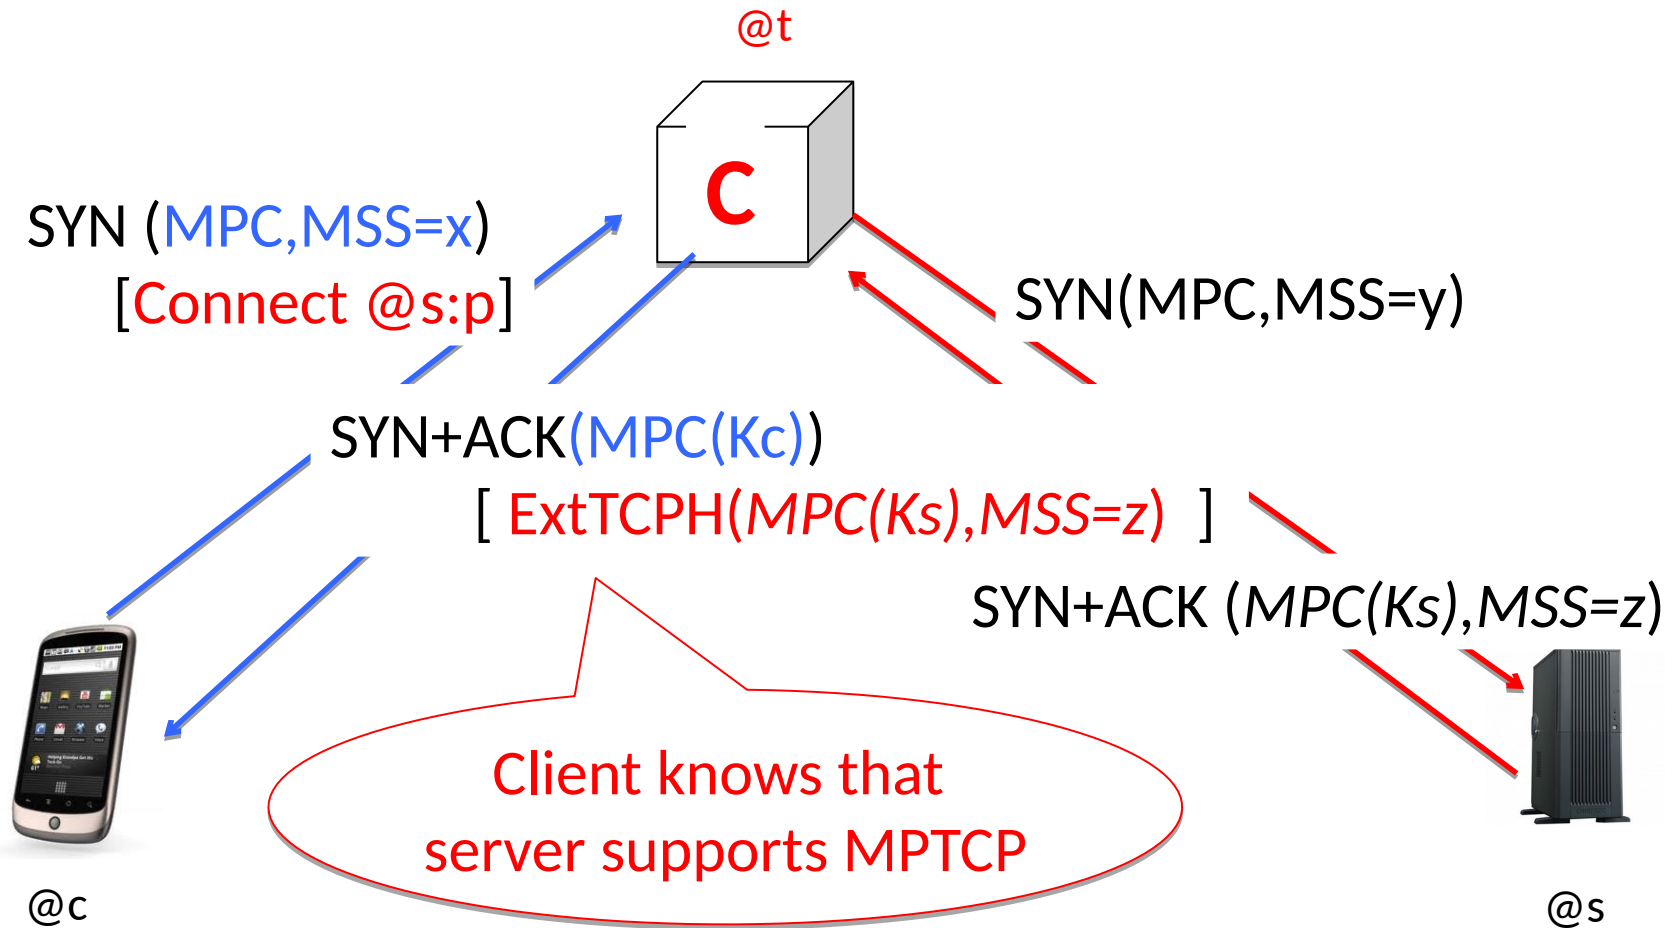 @t
C
SYN (MPC,MSS=x)
[Connect @s:p]
SYN(MPC,MSS=y)
SYN+ACK(MPC(Kc))
[ ExtTCPH(MPC(Ks),MSS=z) ]
SYN+ACK (MPC(Ks),MSS=z)
Client knows that
server supports MPTCP
@c
@s